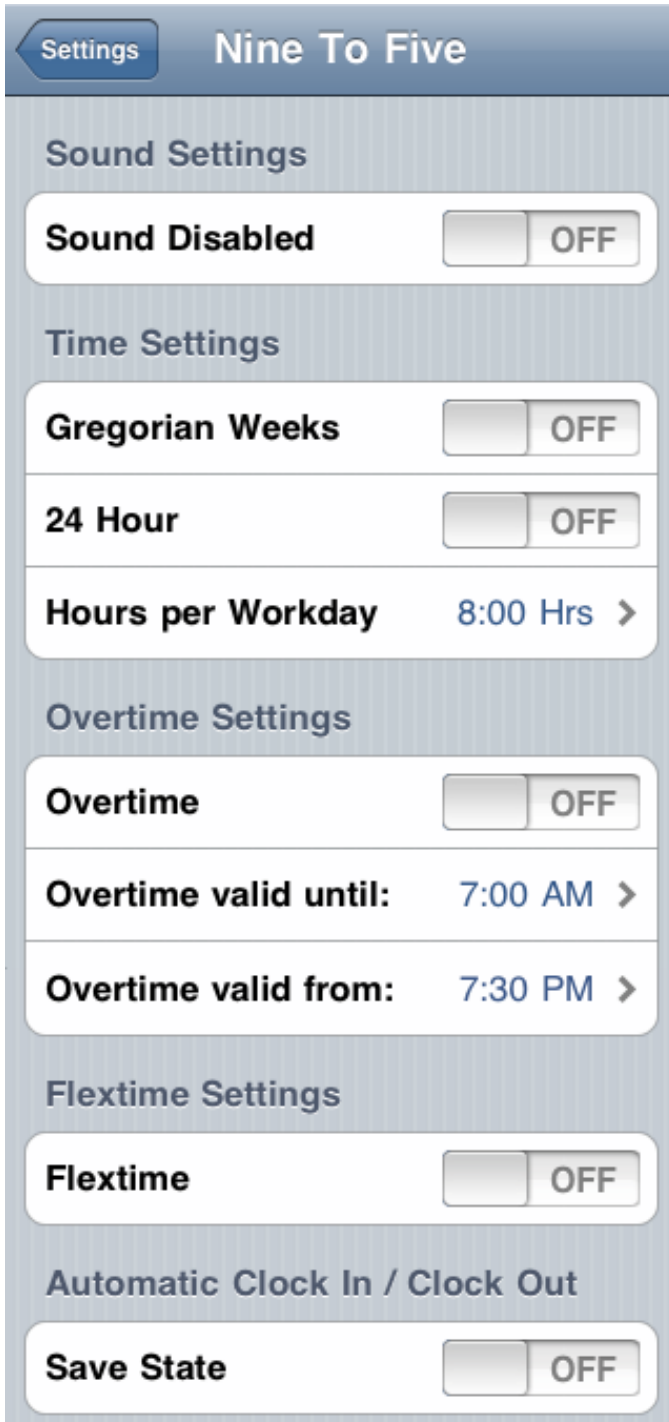 Settings Nine To Five
Sound Settings
Sound Disabled OFF
Time Settings
Gregorian Weeks OFF
24 Hour OFF
Hours per Workday 8:00 Hrs
Overtime Settings
Overtime OFF
Overtime valid until: 7:00 AM
Overtime valid from: 7:30 PM
Flextime Settings
Flextime OFF
Automatic Clock In / Clock Out
Save State OFF